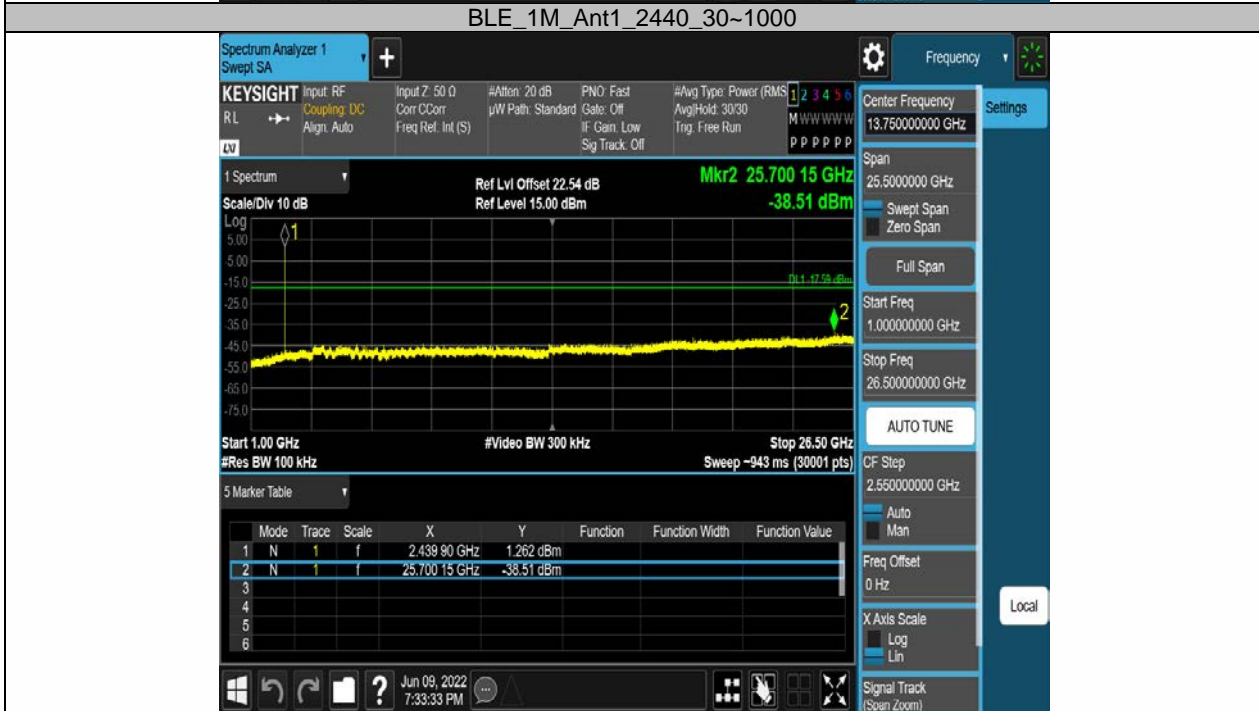 BLE_1M_Ant1_2440_30~1000
Spectrum Analyzer 1
Swept SA
+
Frequency
KEYSIGHT
RL
LXI
Input: RF
Coupling: DC
Align: Auto
Input Z: 50 Ω
Corr CCorr
Freq Ref: Int (S)
#Atten: 20 dB
µW Path: Standard
PNO: Fast
Gate: Off
IF Gain: Low
Sig Track: Off
#Avg Type: Power (RMS
Avg|Hold: 30/30
Trig: Free Run
1 2 3 4 5 6
M W W W W W
P P P P P P
1 Spectrum
Scale/Div 10 dB
Ref Lvl Offset 22.54 dB
Ref Level 15.00 dBm
Mkr2 25.700 15 GHz
-38.51 dBm
Log
5.00
-5.00
-15.0
-25.0
-35.0
-45.0
-55.0
-65.0
-75.0
1
DL1 -17.59 dBm
2
Start 1.00 GHz
#Video BW 300 kHz
Stop 26.50 GHz
#Res BW 100 kHz
Sweep ~943 ms (30001 pts)
5 Marker Table
Mode Trace Scale X Y Function Function Width Function Value
1 N 1 f 2.439 90 GHz 1.262 dBm
2 N 1 f 25.700 15 GHz -38.51 dBm
3
4
5
6
Center Frequency
13.750000000 GHz
Span
25.5000000 GHz
Swept Span
Zero Span
Full Span
Start Freq
1.000000000 GHz
Stop Freq
26.500000000 GHz
AUTO TUNE
CF Step
2.550000000 GHz
Auto
Man
Freq Offset
0 Hz
X Axis Scale
Log
Lin
Signal Track
(Span Zoom)
Settings
Local
?
Jun 09, 2022
7:33:33 PM